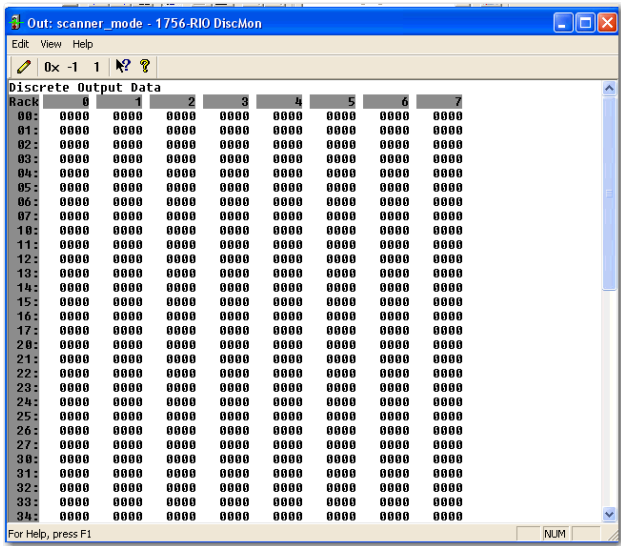 Out: scanner_mode - 1756-RIO DiscMon
Edit View Help
0x -1 1
Discrete Output Data
Rack 0 1 2 3 4 5 6 7
00: 0000 0000 0000 0000 0000 0000 0000 0000
01: 0000 0000 0000 0000 0000 0000 0000 0000
02: 0000 0000 0000 0000 0000 0000 0000 0000
03: 0000 0000 0000 0000 0000 0000 0000 0000
04: 0000 0000 0000 0000 0000 0000 0000 0000
05: 0000 0000 0000 0000 0000 0000 0000 0000
06: 0000 0000 0000 0000 0000 0000 0000 0000
07: 0000 0000 0000 0000 0000 0000 0000 0000
10: 0000 0000 0000 0000 0000 0000 0000 0000
11: 0000 0000 0000 0000 0000 0000 0000 0000
12: 0000 0000 0000 0000 0000 0000 0000 0000
13: 0000 0000 0000 0000 0000 0000 0000 0000
14: 0000 0000 0000 0000 0000 0000 0000 0000
15: 0000 0000 0000 0000 0000 0000 0000 0000
16: 0000 0000 0000 0000 0000 0000 0000 0000
17: 0000 0000 0000 0000 0000 0000 0000 0000
20: 0000 0000 0000 0000 0000 0000 0000 0000
21: 0000 0000 0000 0000 0000 0000 0000 0000
22: 0000 0000 0000 0000 0000 0000 0000 0000
23: 0000 0000 0000 0000 0000 0000 0000 0000
24: 0000 0000 0000 0000 0000 0000 0000 0000
25: 0000 0000 0000 0000 0000 0000 0000 0000
26: 0000 0000 0000 0000 0000 0000 0000 0000
27: 0000 0000 0000 0000 0000 0000 0000 0000
30: 0000 0000 0000 0000 0000 0000 0000 0000
31: 0000 0000 0000 0000 0000 0000 0000 0000
32: 0000 0000 0000 0000 0000 0000 0000 0000
33: 0000 0000 0000 0000 0000 0000 0000 0000
34: 0000 0000 0000 0000 0000 0000 0000 0000
For Help, press F1 NUM